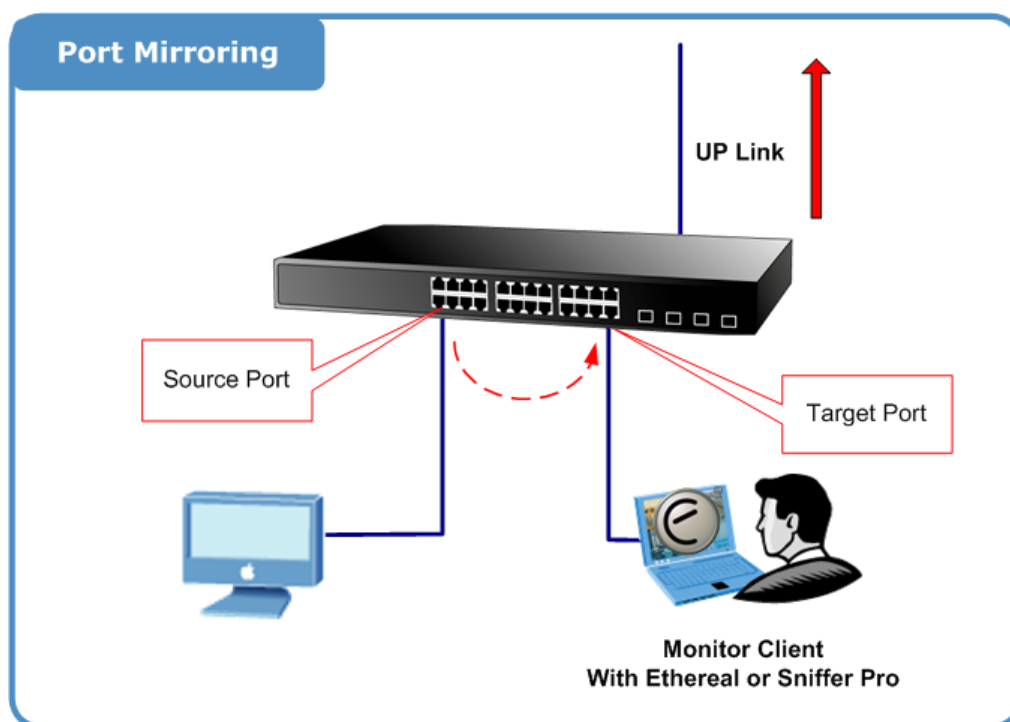 Port Mirroring
UP Link
Source Port
Target Port
Monitor Client
With Ethereal or Sniffer Pro